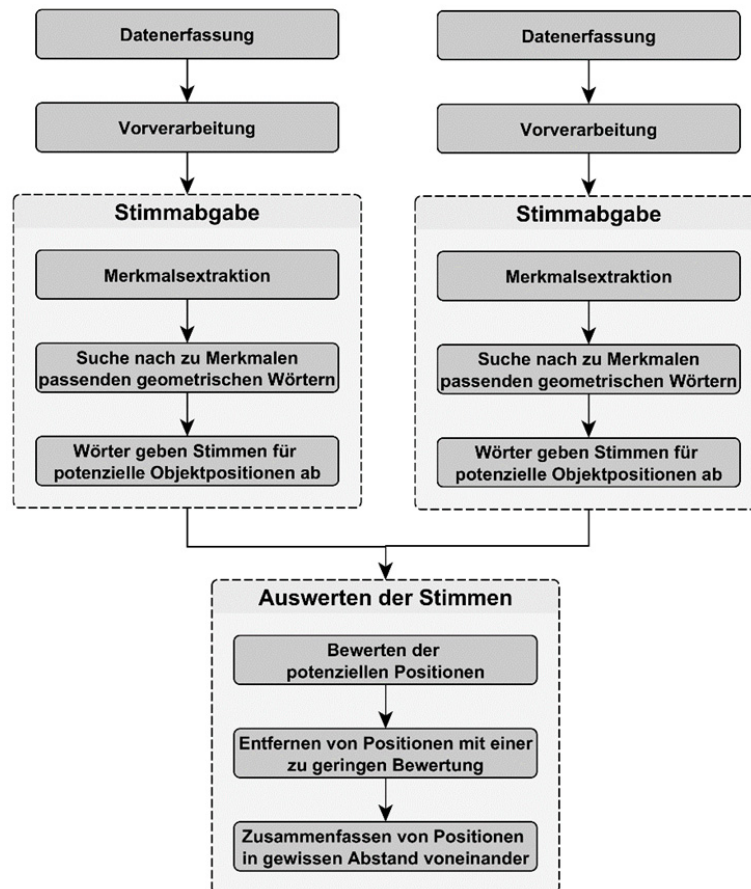 Datenerfassung
Vorverarbeitung
Stimmabgabe
Merkmalsextraktion
Suche nach zu Merkmalen
passenden geometrischen Wörtern
Wörter geben Stimmen für
potenzielle Objektpositionen ab
Datenerfassung
Vorverarbeitung
Stimmabgabe
Merkmalsextraktion
Suche nach zu Merkmalen
passenden geometrischen Wörtern
Wörter geben Stimmen für
potenzielle Objektpositionen ab
Auswerten der Stimmen
Bewerten der
potenziellen Positionen
Entfernen von Positionen mit einer
zu geringen Bewertung
Zusammenfassen von Positionen
in gewissen Abstand voneinander